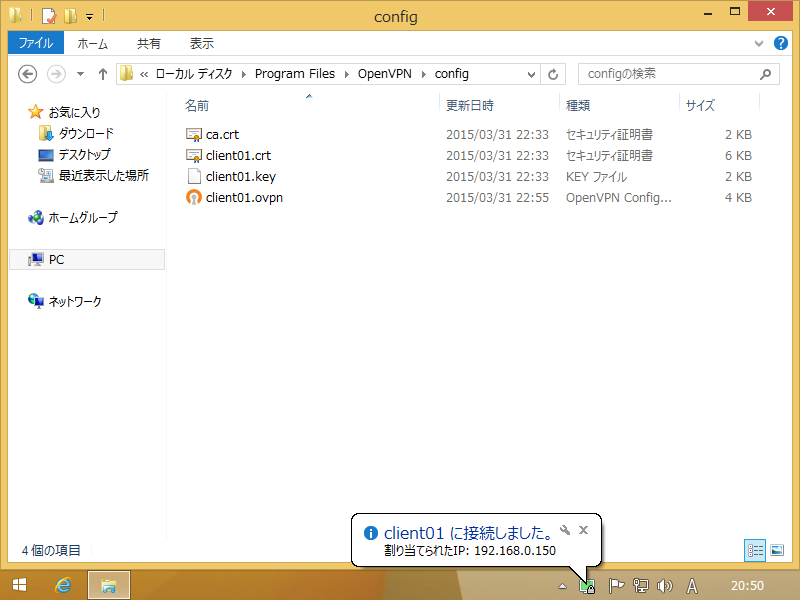 config
ファイル ホーム 共有 表示
« ローカル ディスク Program Files OpenVPN config configの検索
名前 更新日時 種類 サイズ
お気に入り
ダウンロード
デスクトップ
最近表示した場所
ホームグループ
PC
ネットワーク
ca.crt 2015/03/31 22:33 セキュリティ証明書 2 KB
client01.crt 2015/03/31 22:33 セキュリティ証明書 6 KB
client01.key 2015/03/31 22:33 KEY ファイル 2 KB
client01.ovpn 2015/03/31 22:55 OpenVPN Config... 4 KB
4 個の項目
client01 に接続しました。
割り当てられたIP: 192.168.0.150
A 20:50